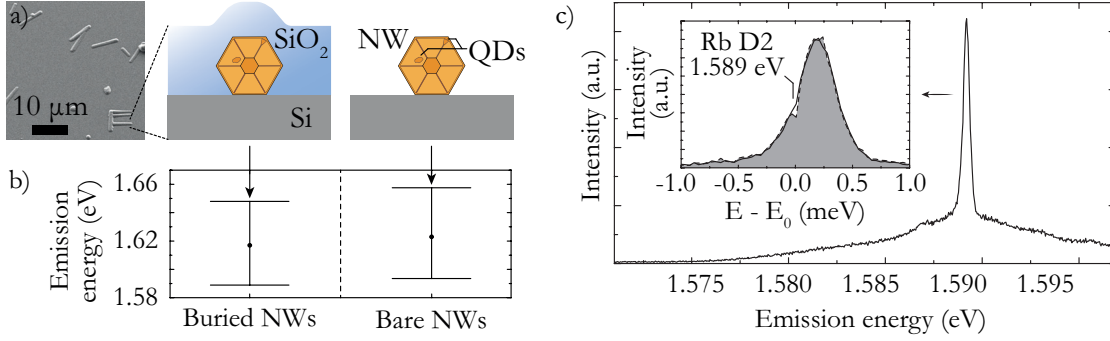 a)
10 µm
SiO2
Si
NW
QDs
b)
Emission
energy (eV)
1.66
1.62
1.58
Buried NWs
Bare NWs
c)
Intensity (a.u.)
Intensity
(a.u.)
Rb D2
1.589 eV
-1.0 -0.5 0.0 0.5 1.0
E - E0 (meV)
1.575 1.580 1.585 1.590 1.595
Emission energy (eV)